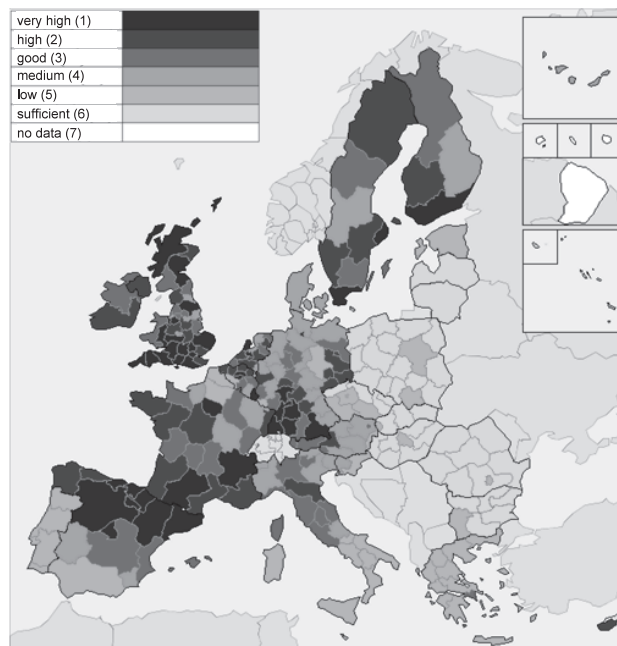 very high (1)
high (2)
good (3)
medium (4)
low (5)
sufficient (6)
no data (7)